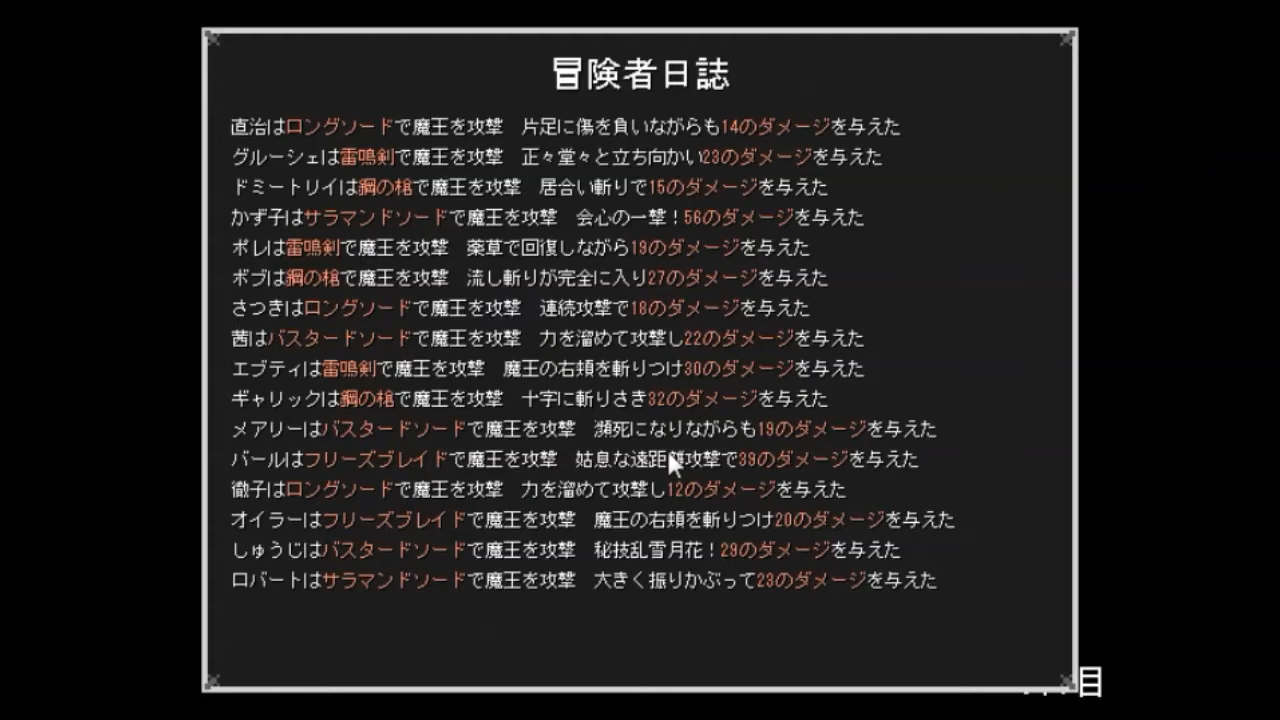 冒険者日誌
直治はロングソードで魔王を攻撃　片足に傷を負いながらも14のダメージを与えた
グルーシェは雷鳴剣で魔王を攻撃　正々堂々と立ち向かい23のダメージを与えた
ドミートリイは鋼の槍で魔王を攻撃　居合い斬りで15のダメージを与えた
かず子はサラマンドソードで魔王を攻撃　会心の一撃！56のダメージを与えた
ポレは雷鳴剣で魔王を攻撃　薬草で回復しながら19のダメージを与えた
ボブは鋼の槍で魔王を攻撃　流し斬りが完全に入り27のダメージを与えた
さつきはロングソードで魔王を攻撃　連続攻撃で18のダメージを与えた
茜はバスタードソードで魔王を攻撃　力を溜めて攻撃し22のダメージを与えた
エブティは雷鳴剣で魔王を攻撃　魔王の右頬を斬りつけ30のダメージを与えた
ギャリックは鋼の槍で魔王を攻撃　十字に斬りさき32のダメージを与えた
メアリーはバスタードソードで魔王を攻撃　瀕死になりながらも19のダメージを与えた
バールはフリーズブレイドで魔王を攻撃　姑息な遠距離攻撃で39のダメージを与えた
徹子はロングソードで魔王を攻撃　力を溜めて攻撃し12のダメージを与えた
オイラーはフリーズブレイドで魔王を攻撃　魔王の右頬を斬りつけ20のダメージを与えた
しゅうじはバスタードソードで魔王を攻撃　秘技乱雪月花！29のダメージを与えた
ロバートはサラマンドソードで魔王を攻撃　大きく振りかぶって23のダメージを与えた
目